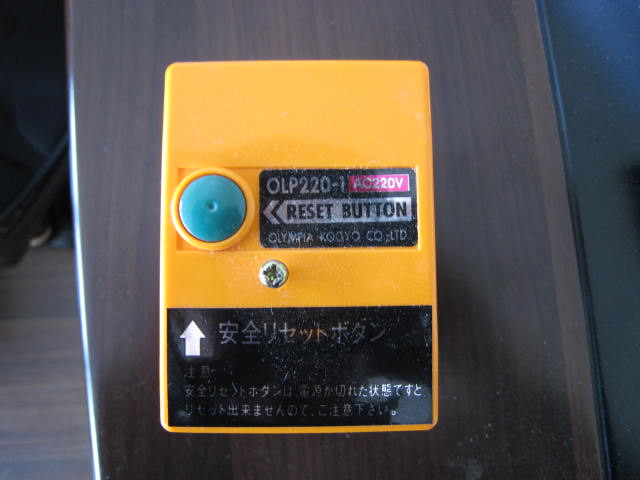 OLP220-1 AC220V
RESET BUTTON
OLYMPIA KOGYO CO.,LTD
安全リセットボタン
注意
安全リセットボタンは、電源が切れた状態ですと
リセット出来ませんので、ご注意下さい。